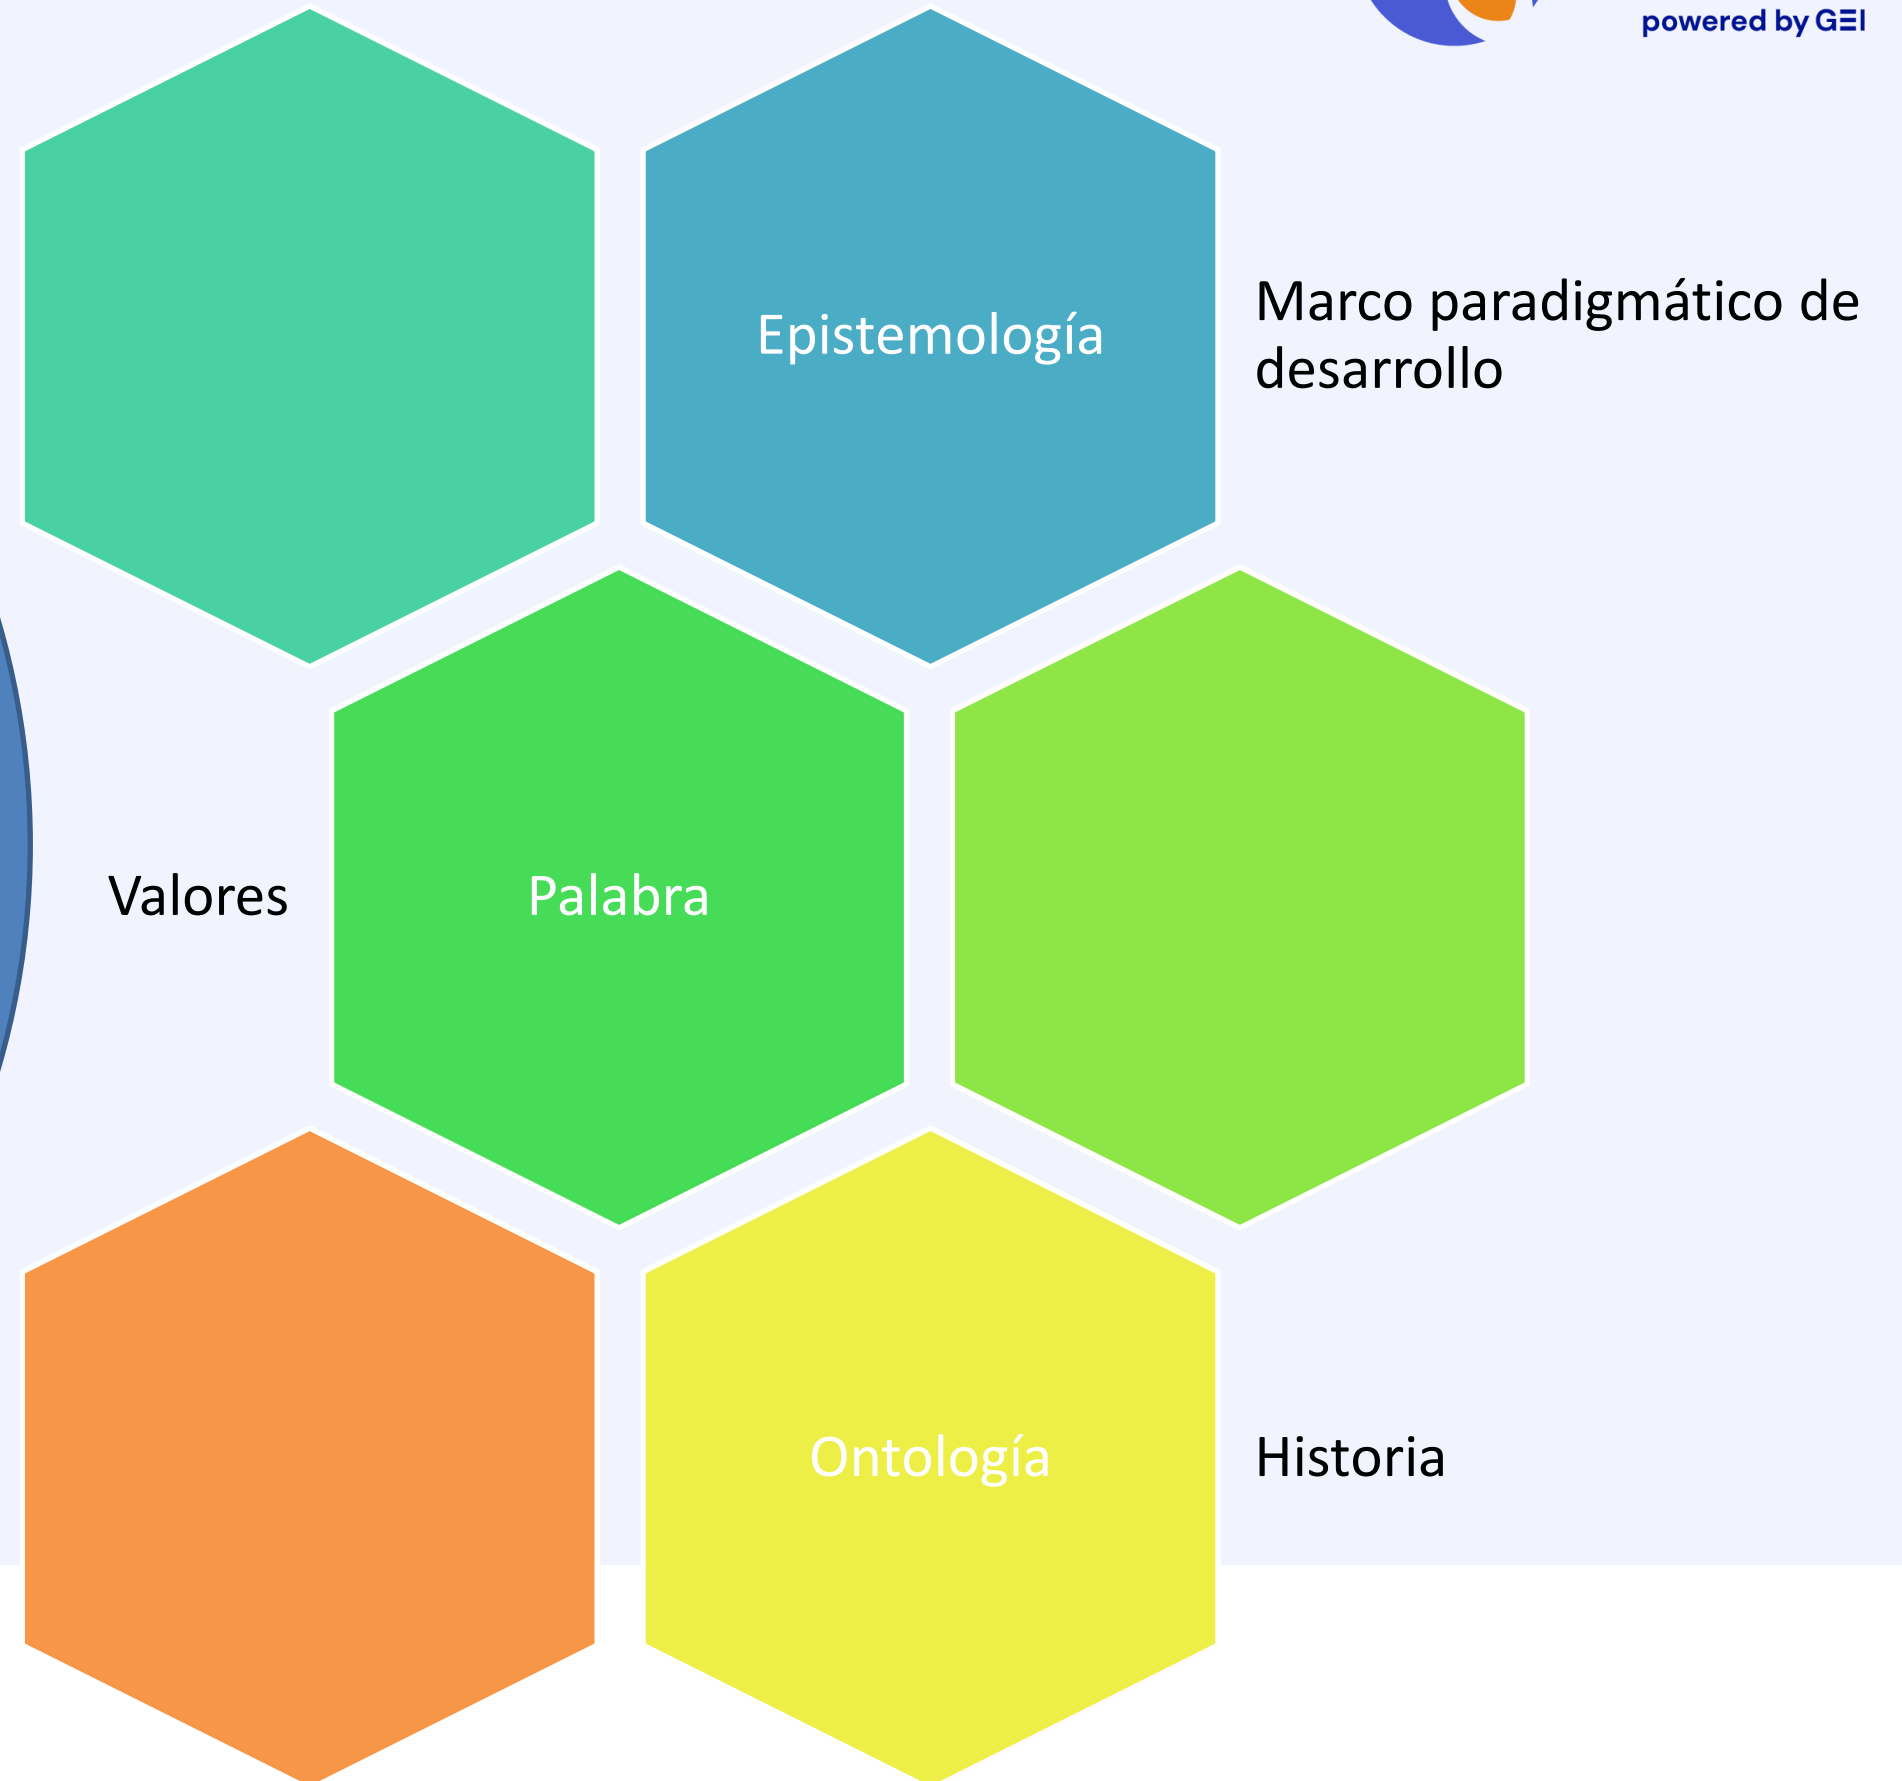 powered by GEI
Epistemología
Marco paradigmático de
desarrollo
Valores
Palabra
Ontología
Historia